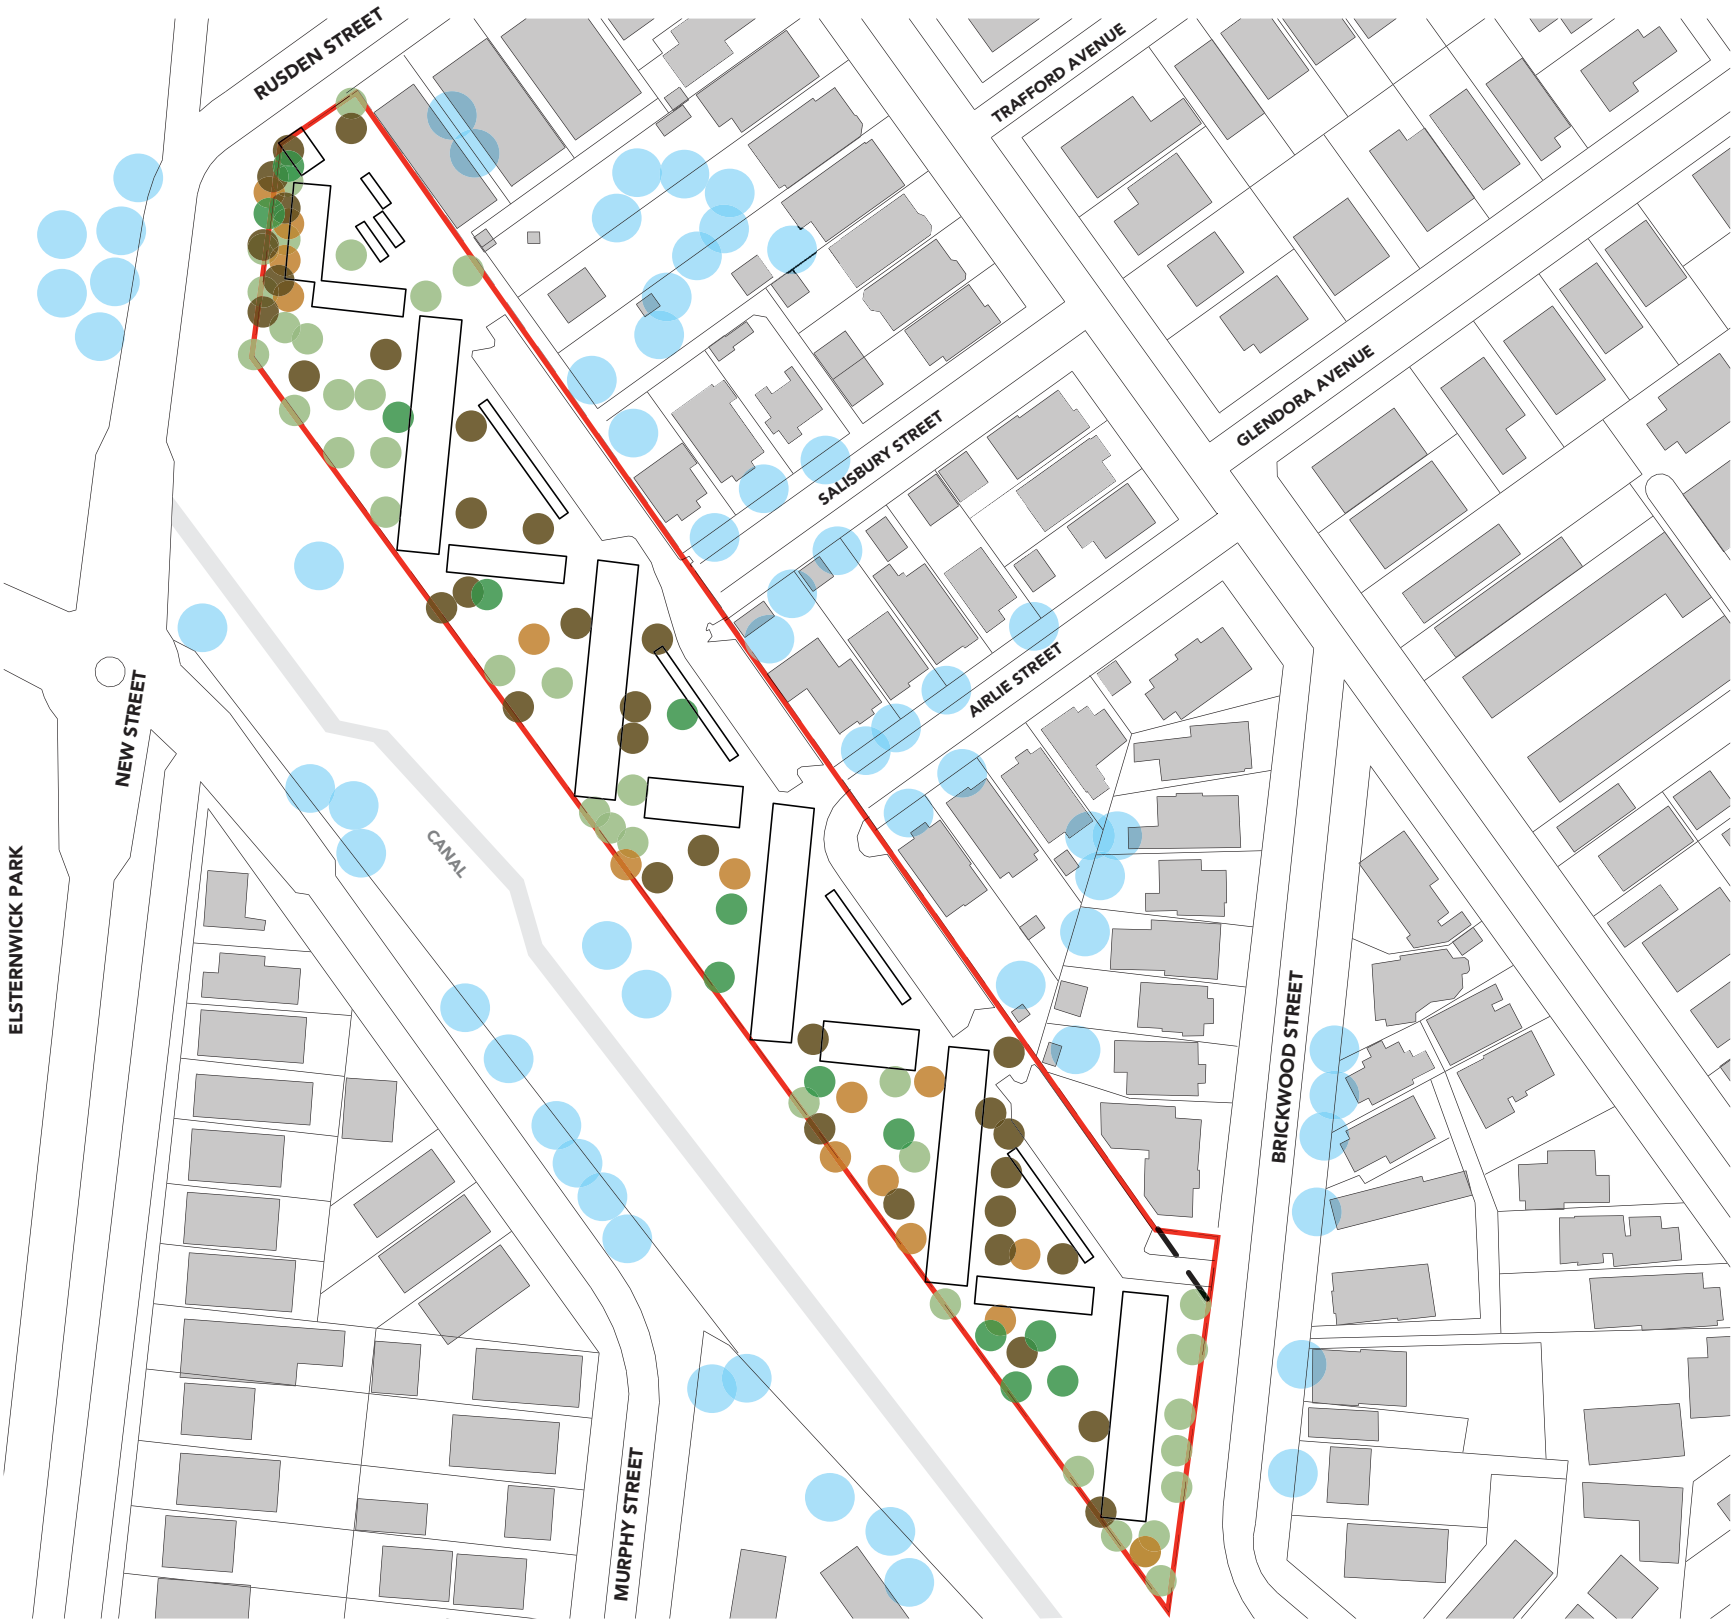 RUSDEN STREET
TRAFFORD AVENUE
GLENDORA AVENUE
SALISBURY STREET
AIRLIE STREET
NEW STREET
CANAL
ELSTERNWICK PARK
BRICKWOOD STREET
MURPHY STREET